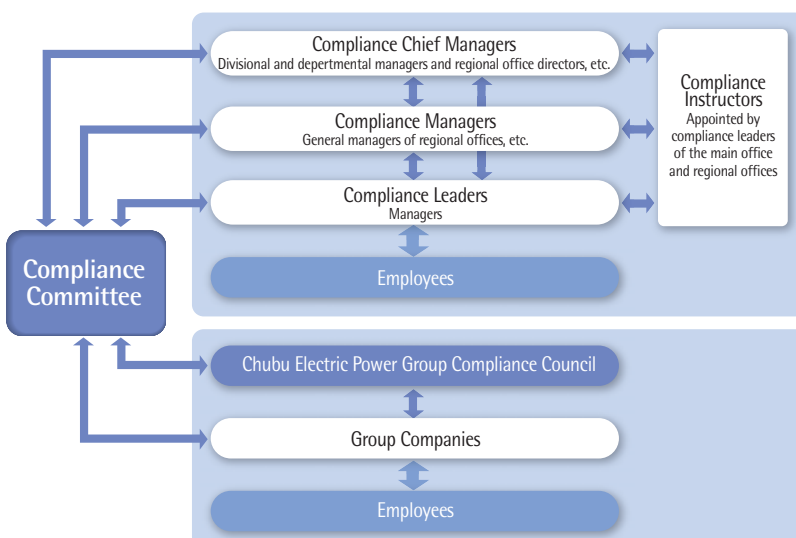 Compliance Chief Managers
Divisional and depertmental managers and regional office directors, etc.
Compliance Managers
General managers of regional offices, etc.
Compliance Leaders
Managers
Employees
Compliance
Instructors
Appointed by
compliance leaders
of the main office
and regional offices
Compliance
Committee
Chubu Electric Power Group Compliance Council
Group Companies
Employees